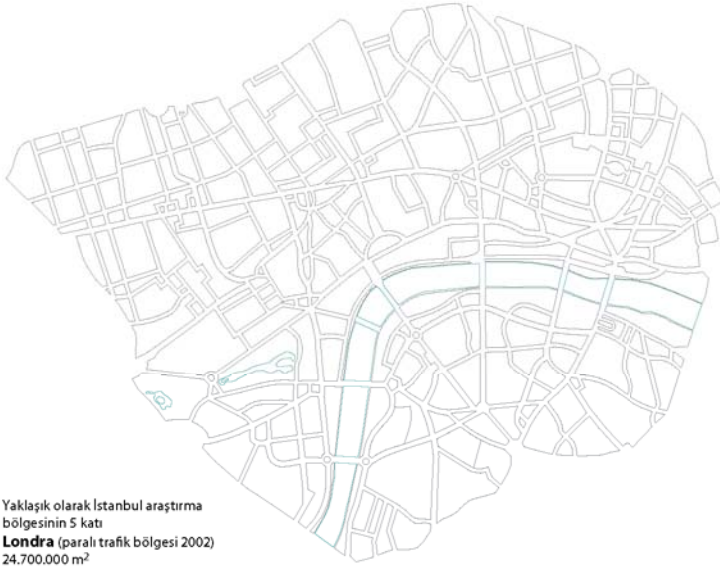 Yaklaşık olarak İstanbul araştırma
bölgesinin 5 katı
Londra (paralı trafik bölgesi 2002)
24.700.000 m²